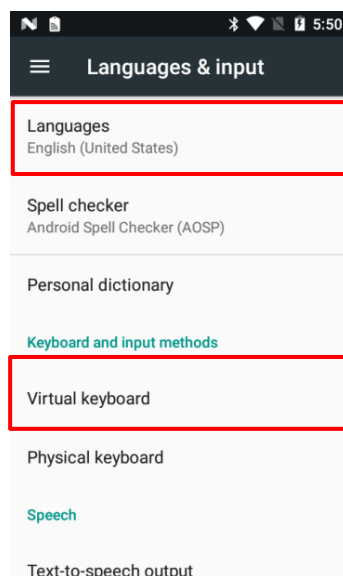 5:50
Languages & input
Languages
English (United States)
Spell checker
Android Spell Checker (AOSP)
Personal dictionary
Keyboard and input methods
Virtual keyboard
Physical keyboard
Speech
Text-to-speech output